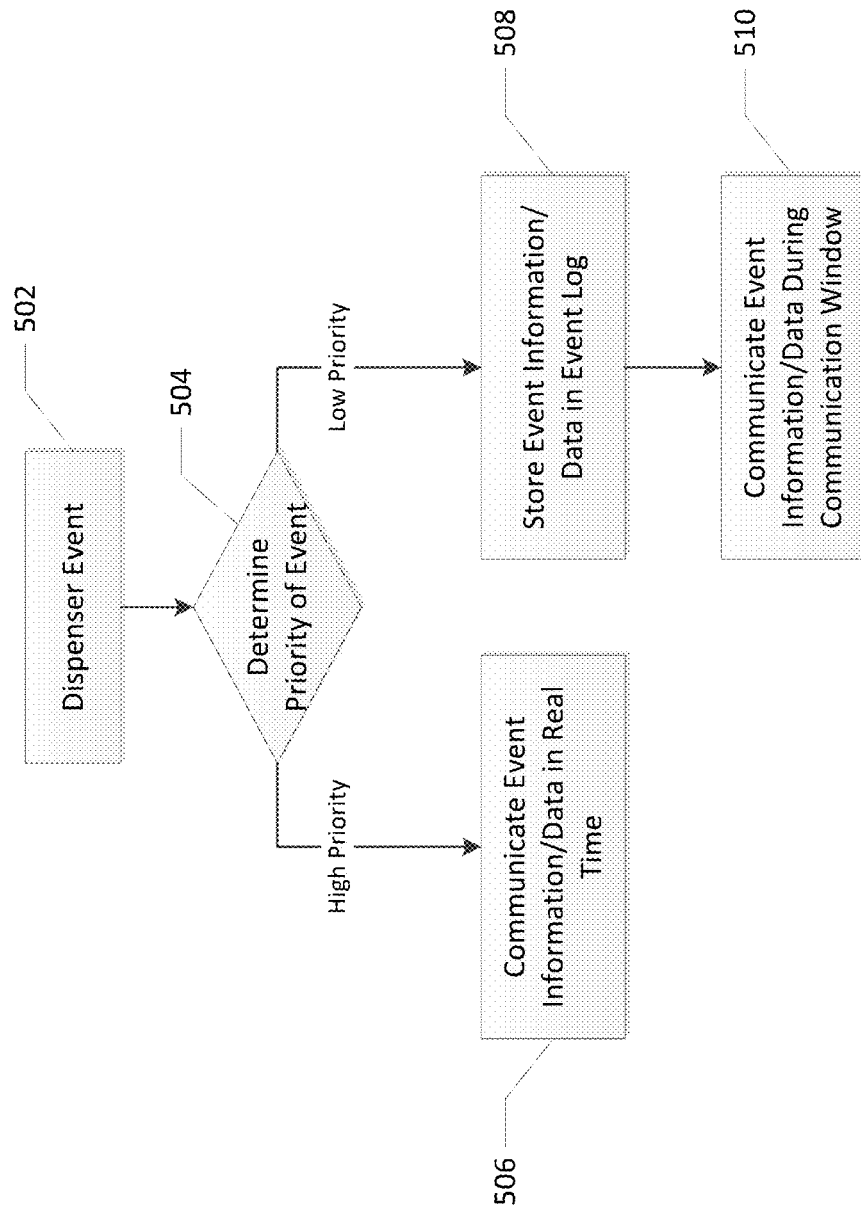 502
Dispenser Event
504
Determine
Priority of Event
High Priority
Low Priority
506
Communicate Event
Information/Data in Real
Time
508
Store Event Information/
Data in Event Log
510
Communicate Event
Information/Data During
Communication Window